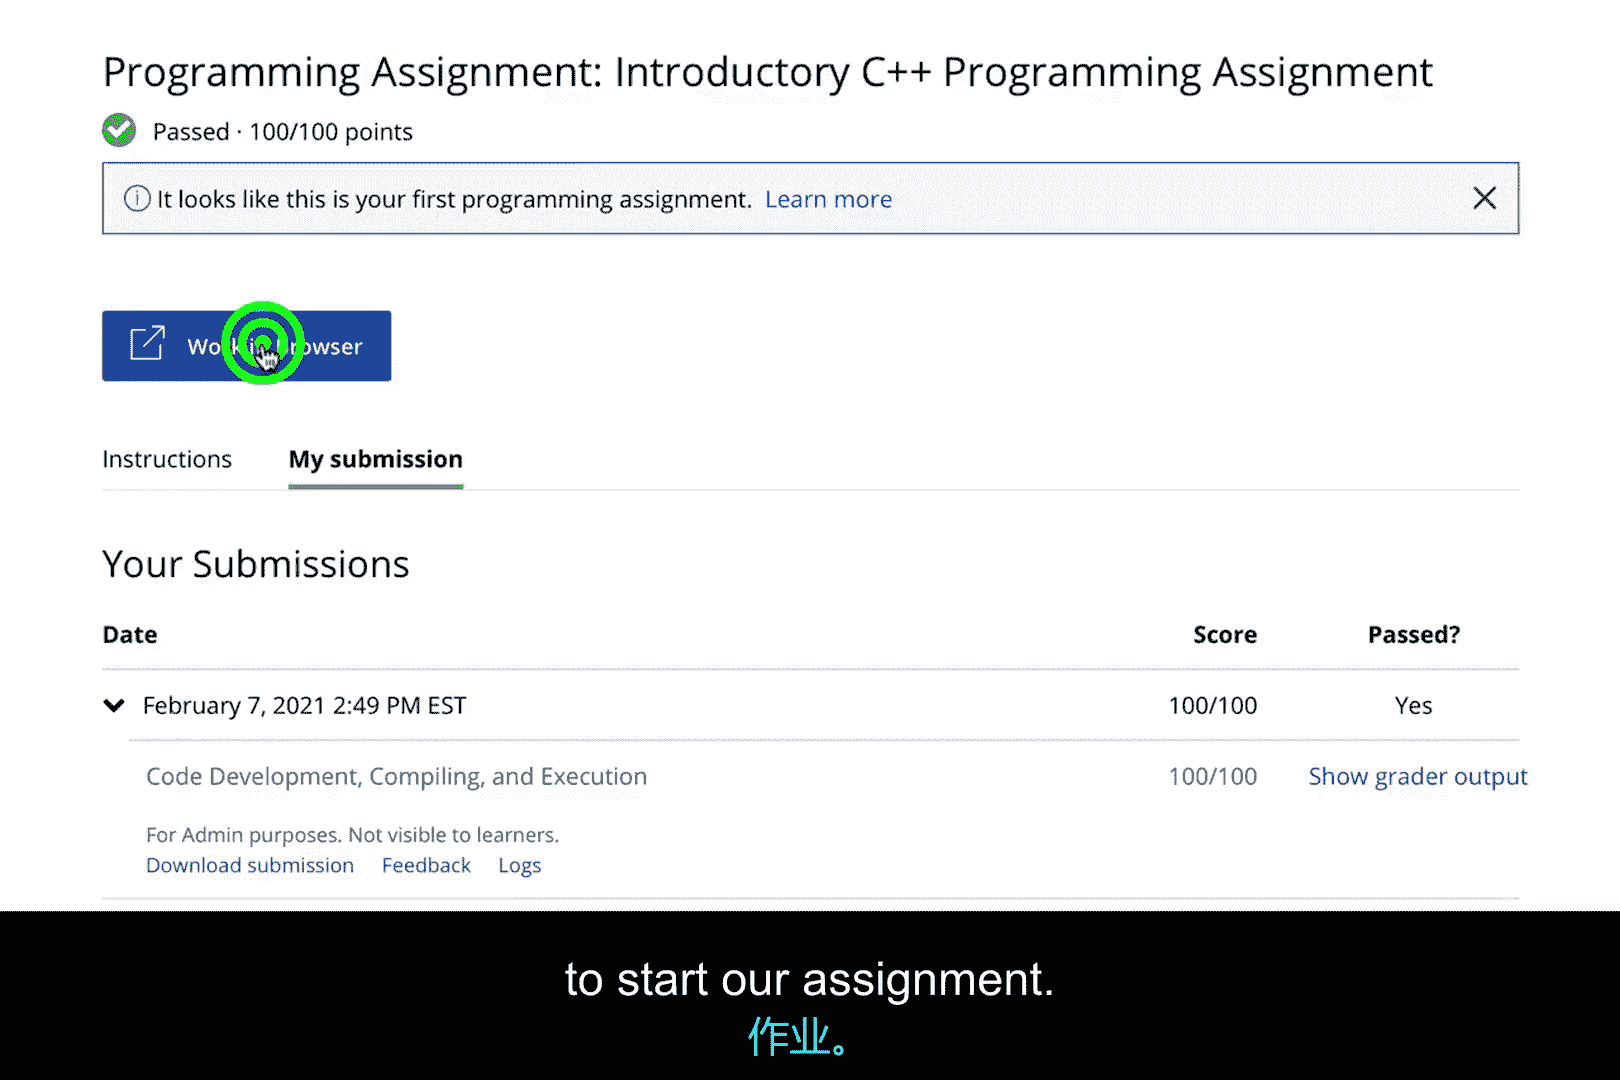 Programming Assignment: Introductory C++ Programming Assignment
Passed · 100/100 points
It looks like this is your first programming assignment. Learn more
Work in Browser
Instructions My submission
Your Submissions
Date Score Passed?
February 7, 2021 2:49 PM EST 100/100 Yes
Code Development, Compiling, and Execution 100/100 Show grader output
For Admin purposes. Not visible to learners.
Download submission Feedback Logs
to start our assignment.
作业。